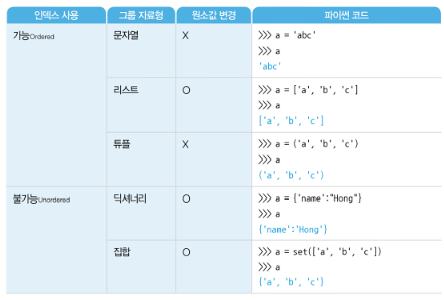 인덱스 사용 그룹 자료형 원소값 변경 파이썬 코드
가능Ordered 문자열 X >>> a = 'abc'
>>> a
'abc'
리스트 O >>> a = ['a', 'b', 'c']
>>> a
['a', 'b', 'c']
튜플 X >>> a = ('a', 'b', 'c')
>>> a
('a', 'b', 'c')
불가능Unordered 딕셔너리 O >>> a = {'name':"Hong"}
>>> a
{'name':'Hong'}
집합 O >>> a = set(['a', 'b', 'c'])
>>> a
{'a', 'b', 'c'}